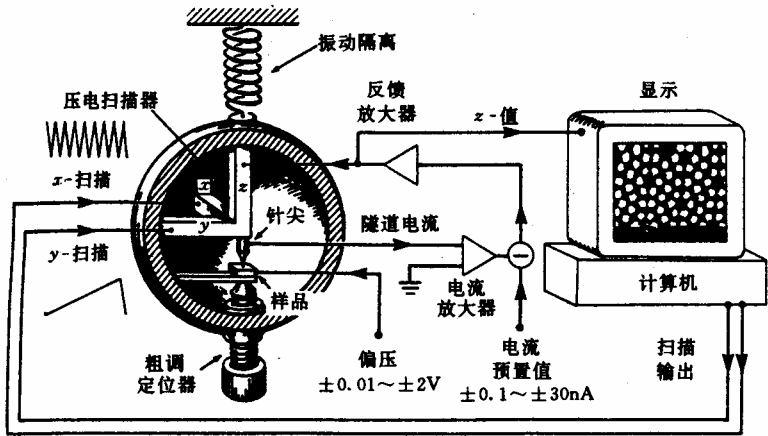 振动隔离
压电扫描器
反馈
放大器
z-值
显示
x-扫描
x
z
y
针尖
隧道电流
y-扫描
样品
电流
放大器
计算机
粗调
定位器
偏压
±0.01~±2V
电流
预置值
±0.1~±30nA
扫描
输出